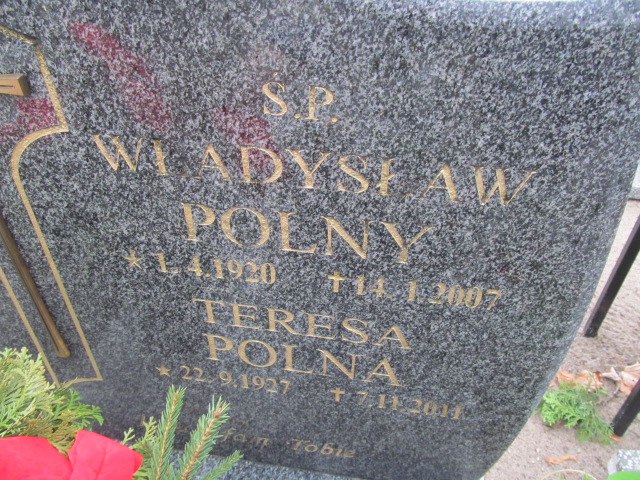 Ś.P.
WŁADYSŁAW
POLNY
* 1.4.1920 ✝ 14.1.2007
TERESA
POLNA
* 22.9.1927 ✝ 7.11.2011
Tobie